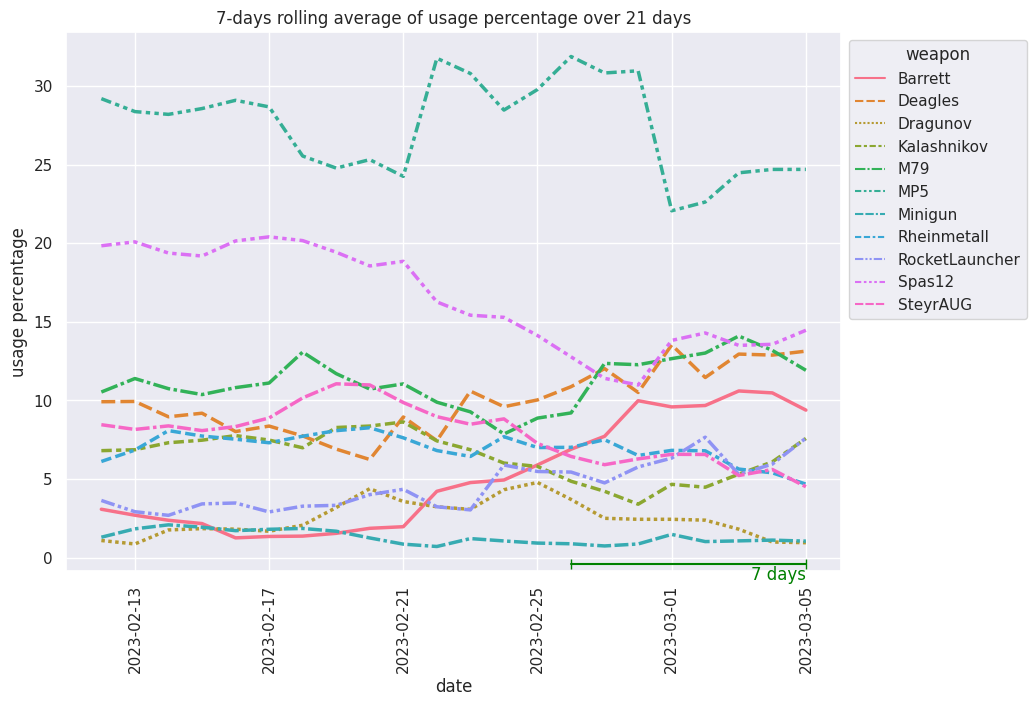 7-days rolling average of usage percentage over 21 days
usage percentage
30
25
20
15
10
5
0
7 days
2023-02-13
2023-02-17
2023-02-21
2023-02-25
2023-03-01
2023-03-05
date
weapon
Barrett
Deagles
Dragunov
Kalashnikov
M79
MP5
Minigun
Rheinmetall
RocketLauncher
Spas12
SteyrAUG